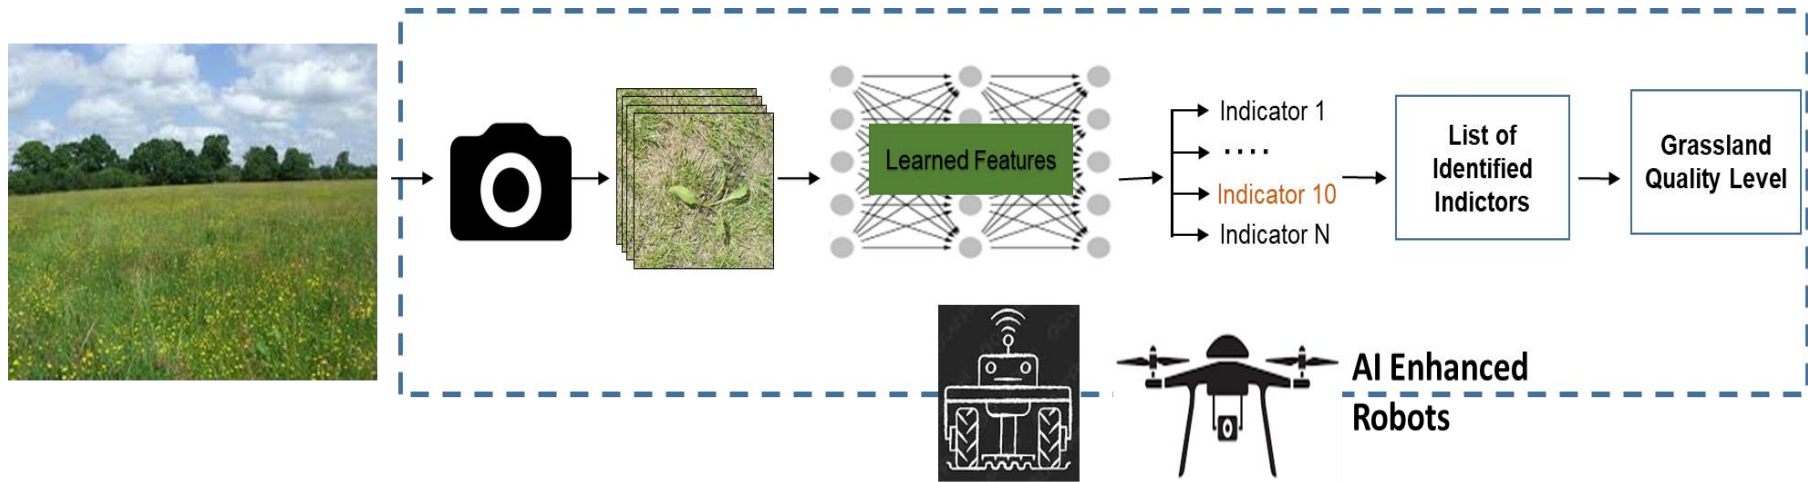 Learned Features
Indicator 1
....
Indicator 10
Indicator N
List of
Identified
Indictors
Grassland
Quality Level
AI Enhanced
Robots